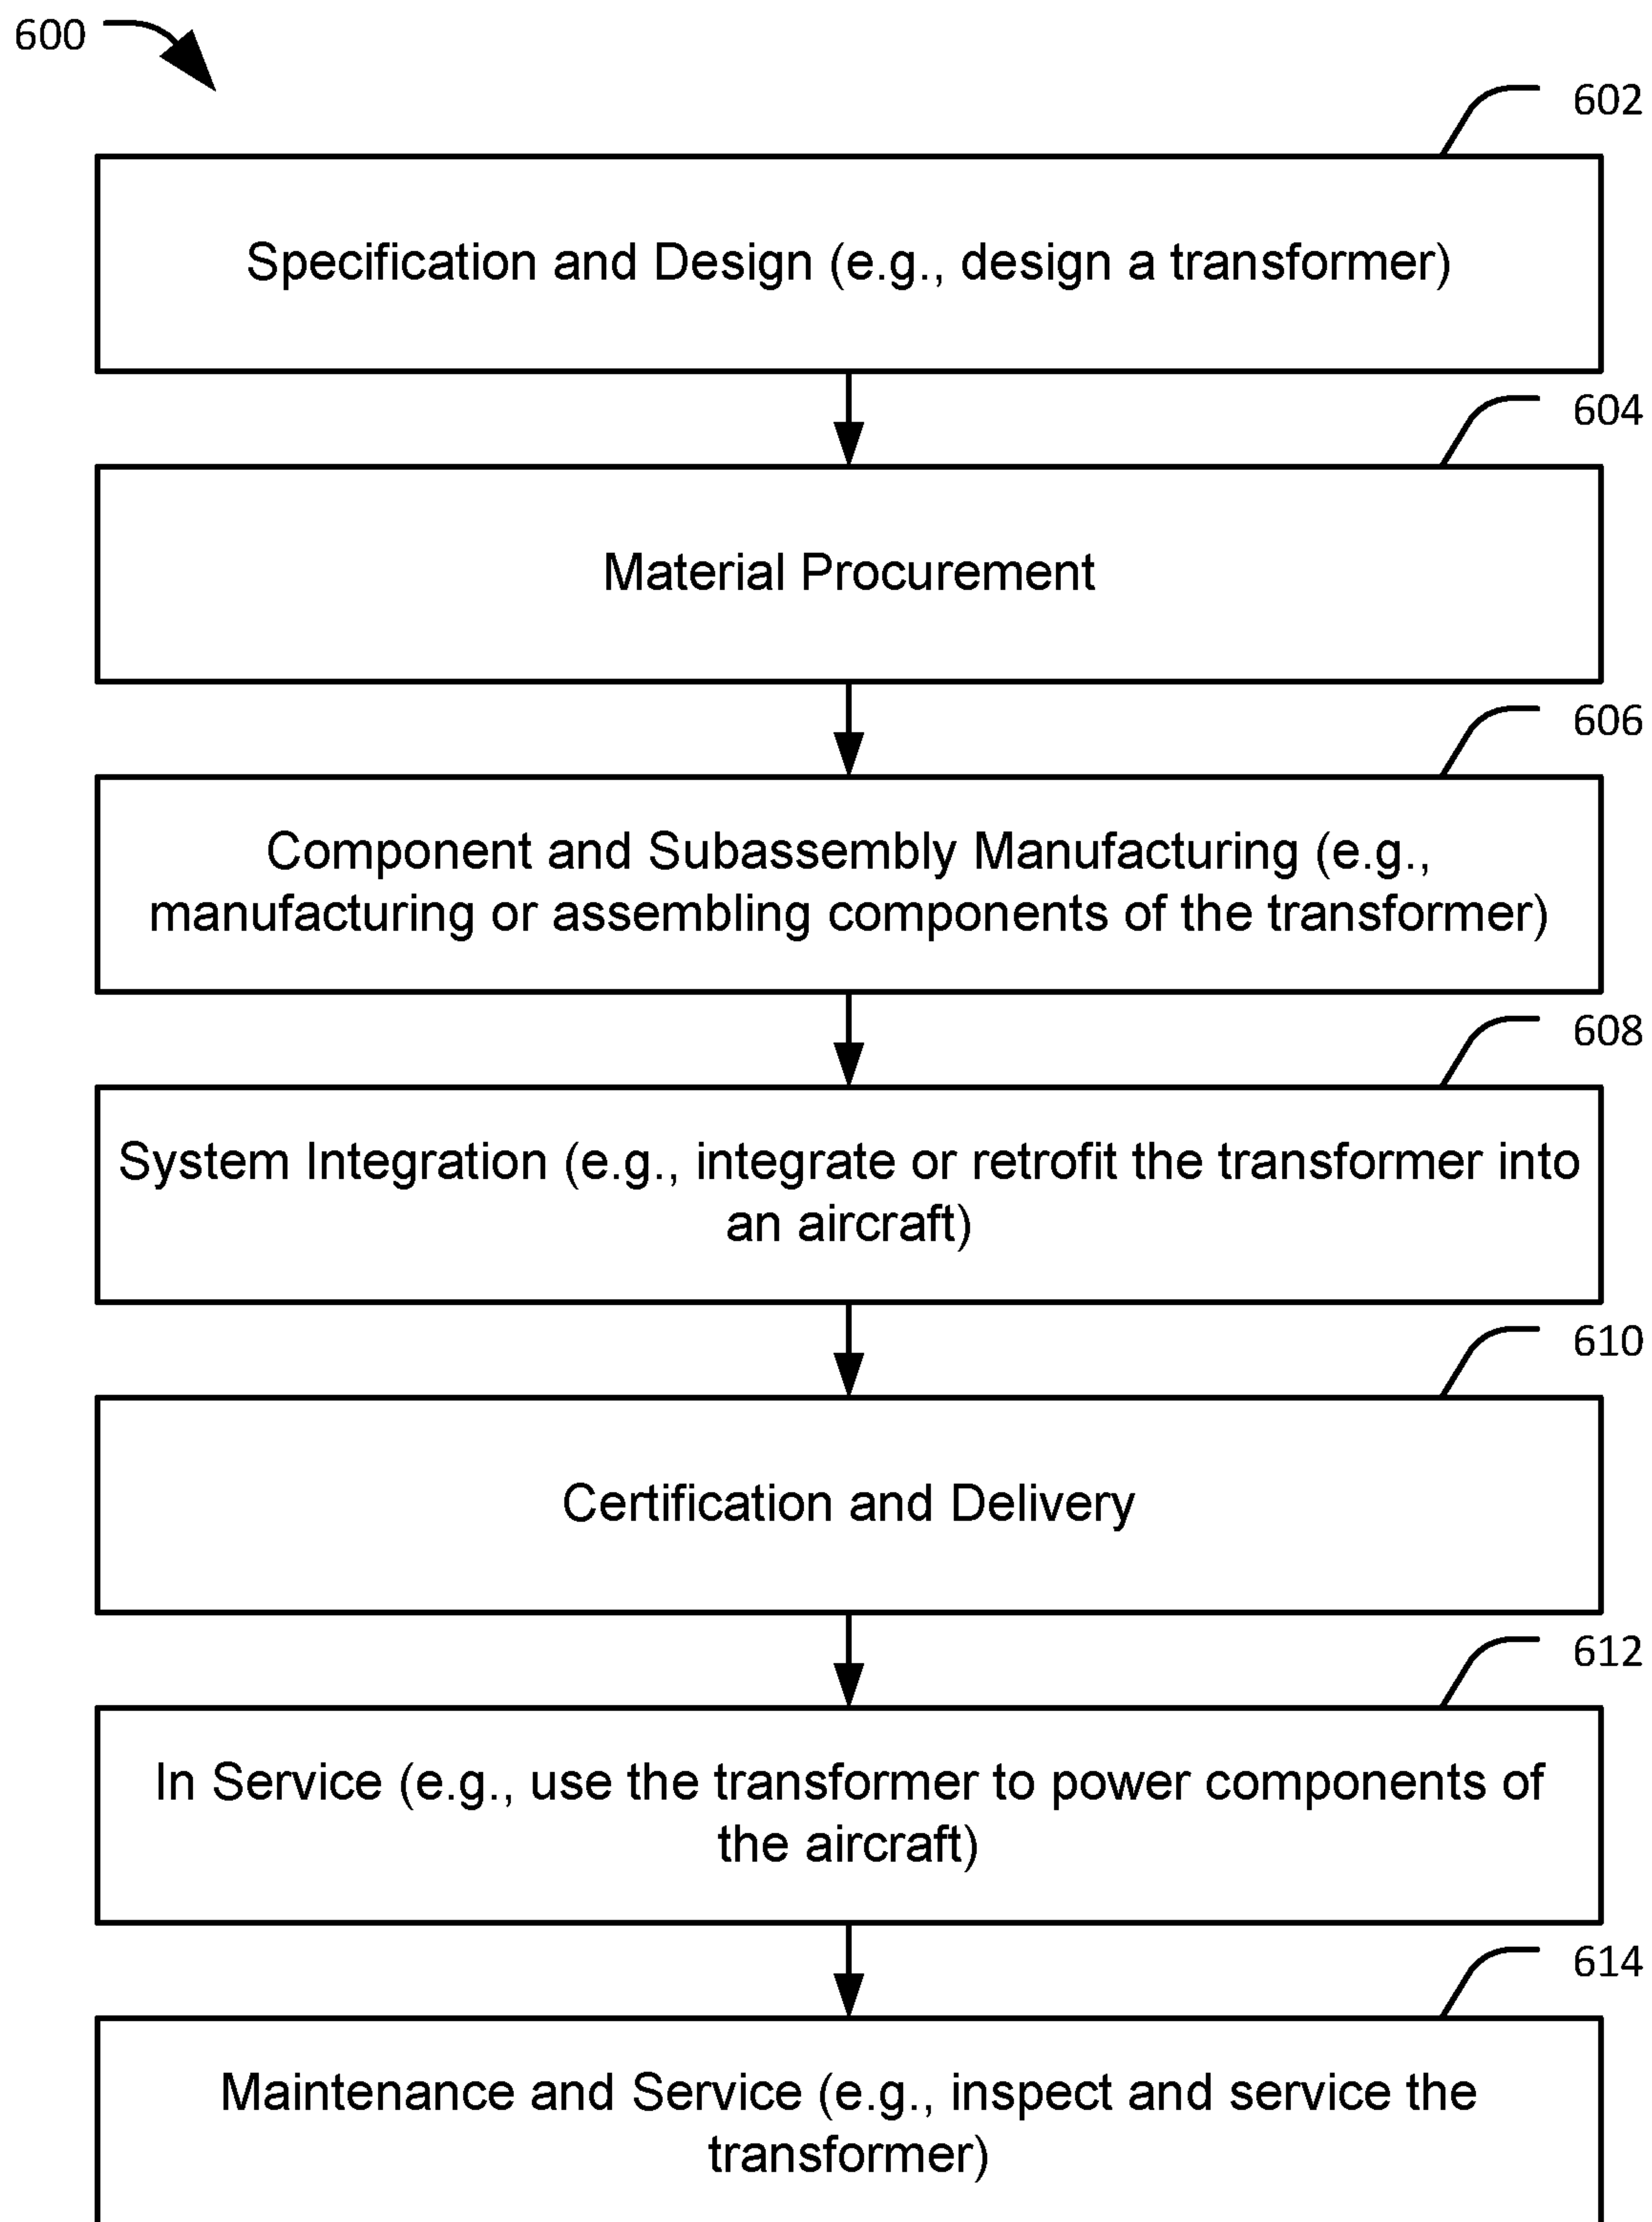 600
602
Specification and Design (e.g., design a transformer)
604
Material Procurement
606
Component and Subassembly Manufacturing (e.g.,
manufacturing or assembling components of the transformer)
608
System Integration (e.g., integrate or retrofit the transformer into
an aircraft)
610
Certification and Delivery
612
In Service (e.g., use the transformer to power components of
the aircraft)
614
Maintenance and Service (e.g., inspect and service the
transformer)